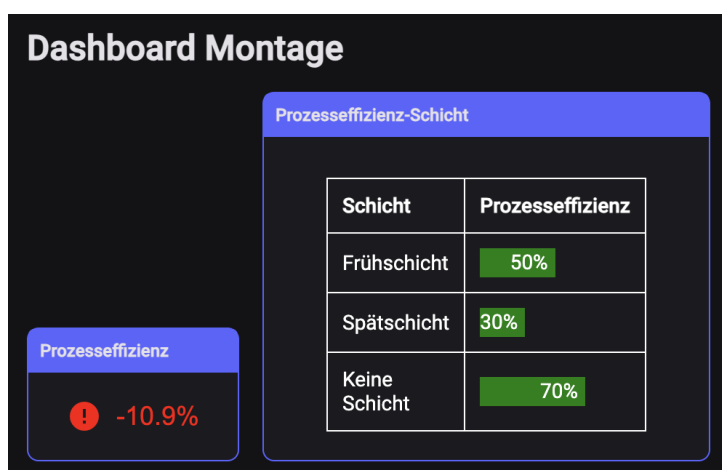 Dashboard Montage
Prozesseffizienz-Schicht
Schicht Prozesseffizienz
Frühschicht 50%
Spätschicht 30%
Keine
Schicht 70%
Prozesseffizienz
-10.9%